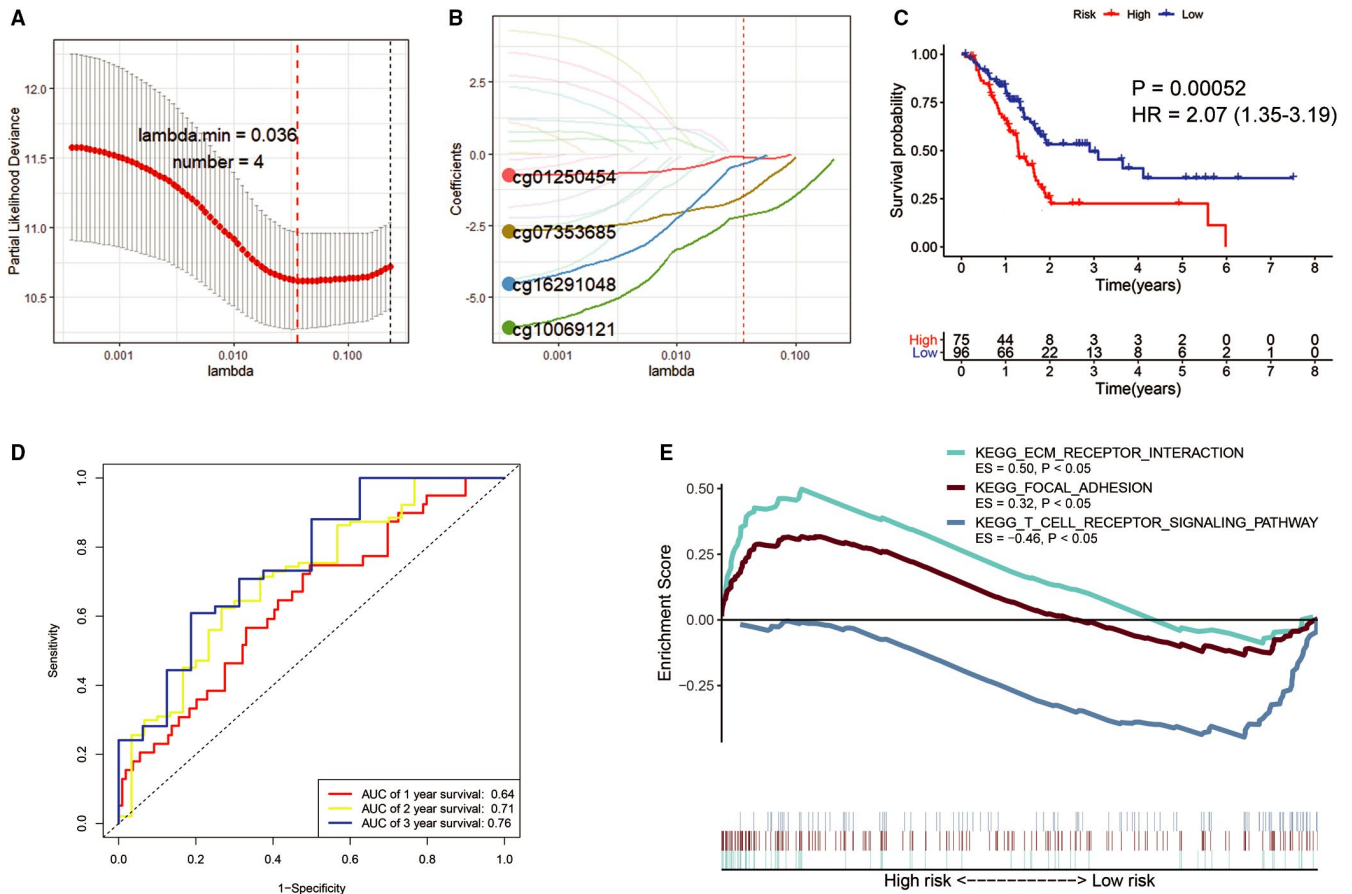 A
lambda min = 0.036
number = 4
Partial Likelihood Deviance
12.0
11.5
11.0
10.5
0.001 0.010 0.100
lambda
B
Coefficients
2.5
0.0
-2.5
-5.0
cg01250454
cg07353685
cg16291048
cg10069121
0.001 0.010 0.100
lambda
C
Risk High Low
P = 0.00052
HR = 2.07 (1.35-3.19)
Survival probability
1.00
0.75
0.50
0.25
0.00
0 1 2 3 4 5 6 7 8
Time(years)
High 75 44 8 3 3 2 0 0 0
Low 96 66 22 13 8 6 2 1 0
0 1 2 3 4 5 6 7 8
Time(years)
D
Sensitivity
1.0
0.8
0.6
0.4
0.2
0.0
AUC of 1 year survival: 0.64
AUC of 2 year survival: 0.71
AUC of 3 year survival: 0.76
0.0 0.2 0.4 0.6 0.8 1.0
1−Specificity
E
KEGG_ECM_RECEPTOR_INTERACTION
ES = 0.50, P < 0.05
KEGG_FOCAL_ADHESION
ES = 0.32, P < 0.05
KEGG_T_CELL_RECEPTOR_SIGNALING_PATHWAY
ES = −0.46, P < 0.05
Enrichment Score
0.50
0.25
0.00
−0.25
High risk <------------> Low risk